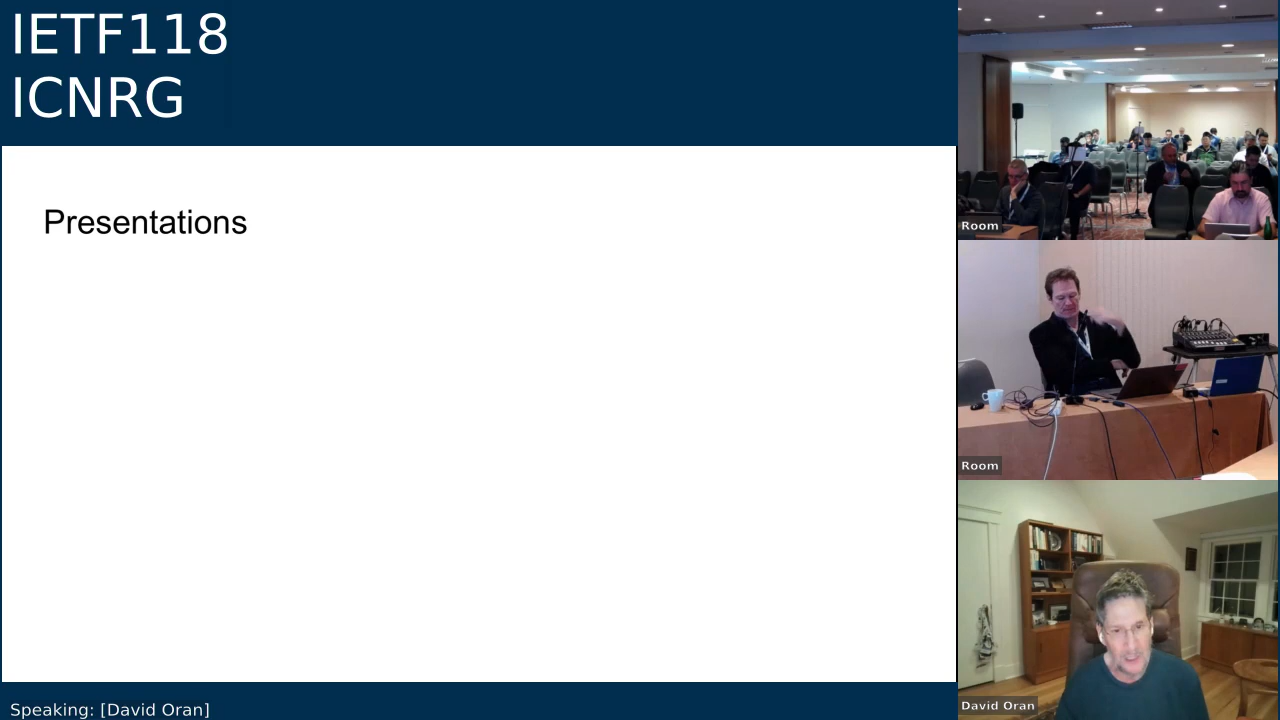 IETF118
ICNRG
Presentations
Room
Room
David Oran
Speaking: [David Oran]